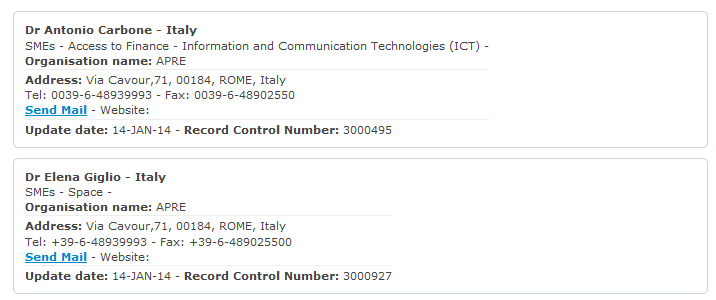 Dr Antonio Carbone - Italy
SMEs - Access to Finance - Information and Communication Technologies (ICT) -
Organisation name: APRE
Address: Via Cavour,71, 00184, ROME, Italy
Tel: 0039-6-48939993 - Fax: 0039-6-48902550
Send Mail - Website:
Update date: 14-JAN-14 - Record Control Number: 3000495
Dr Elena Giglio - Italy
SMEs - Space -
Organisation name: APRE
Address: Via Cavour,71, 00184, ROME, Italy
Tel: +39-6-48939993 - Fax: +39-6-489025500
Send Mail - Website:
Update date: 14-JAN-14 - Record Control Number: 3000927